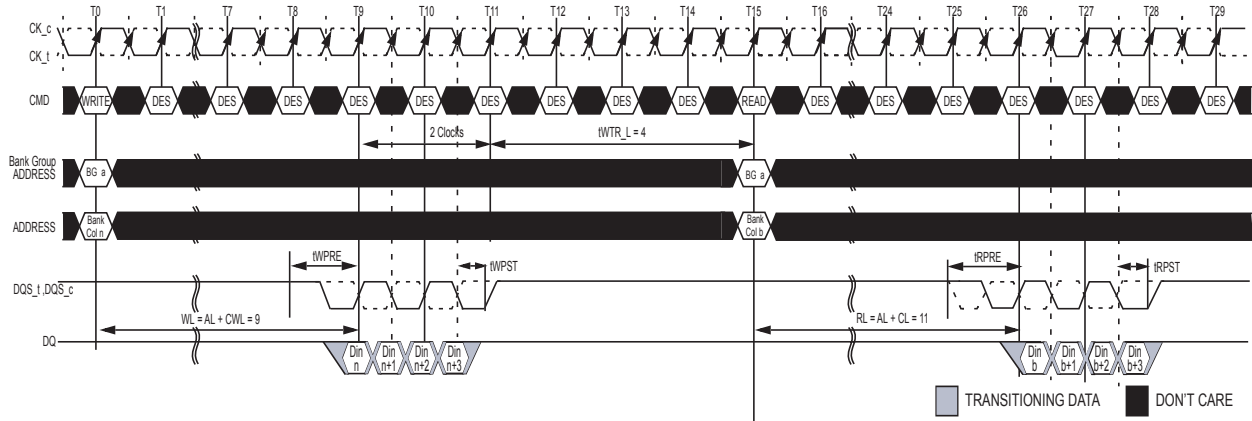 T0 T1 T7 T8 T9 T10 T11 T12 T13 T14 T15 T16 T24 T25 T26 T27 T28 T29
CK_c
CK_t
CMD WRITE DES DES DES DES DES DES DES DES DES READ DES DES DES DES DES DES DES
2 Clocks tWTR_L = 4
Bank Group
ADDRESS BG a BG a
ADDRESS Bank
Col n Bank
Col b
tWPRE tWPST tRPRE tRPST
DQS_t ,DQS_c
WL = AL + CWL = 9 RL = AL + CL = 11
DQ Din
n Din
n+1 Din
n+2 Din
n+3 Din
b Din
b+1 Din
b+2 Din
b+3
TRANSITIONING DATA DON'T CARE